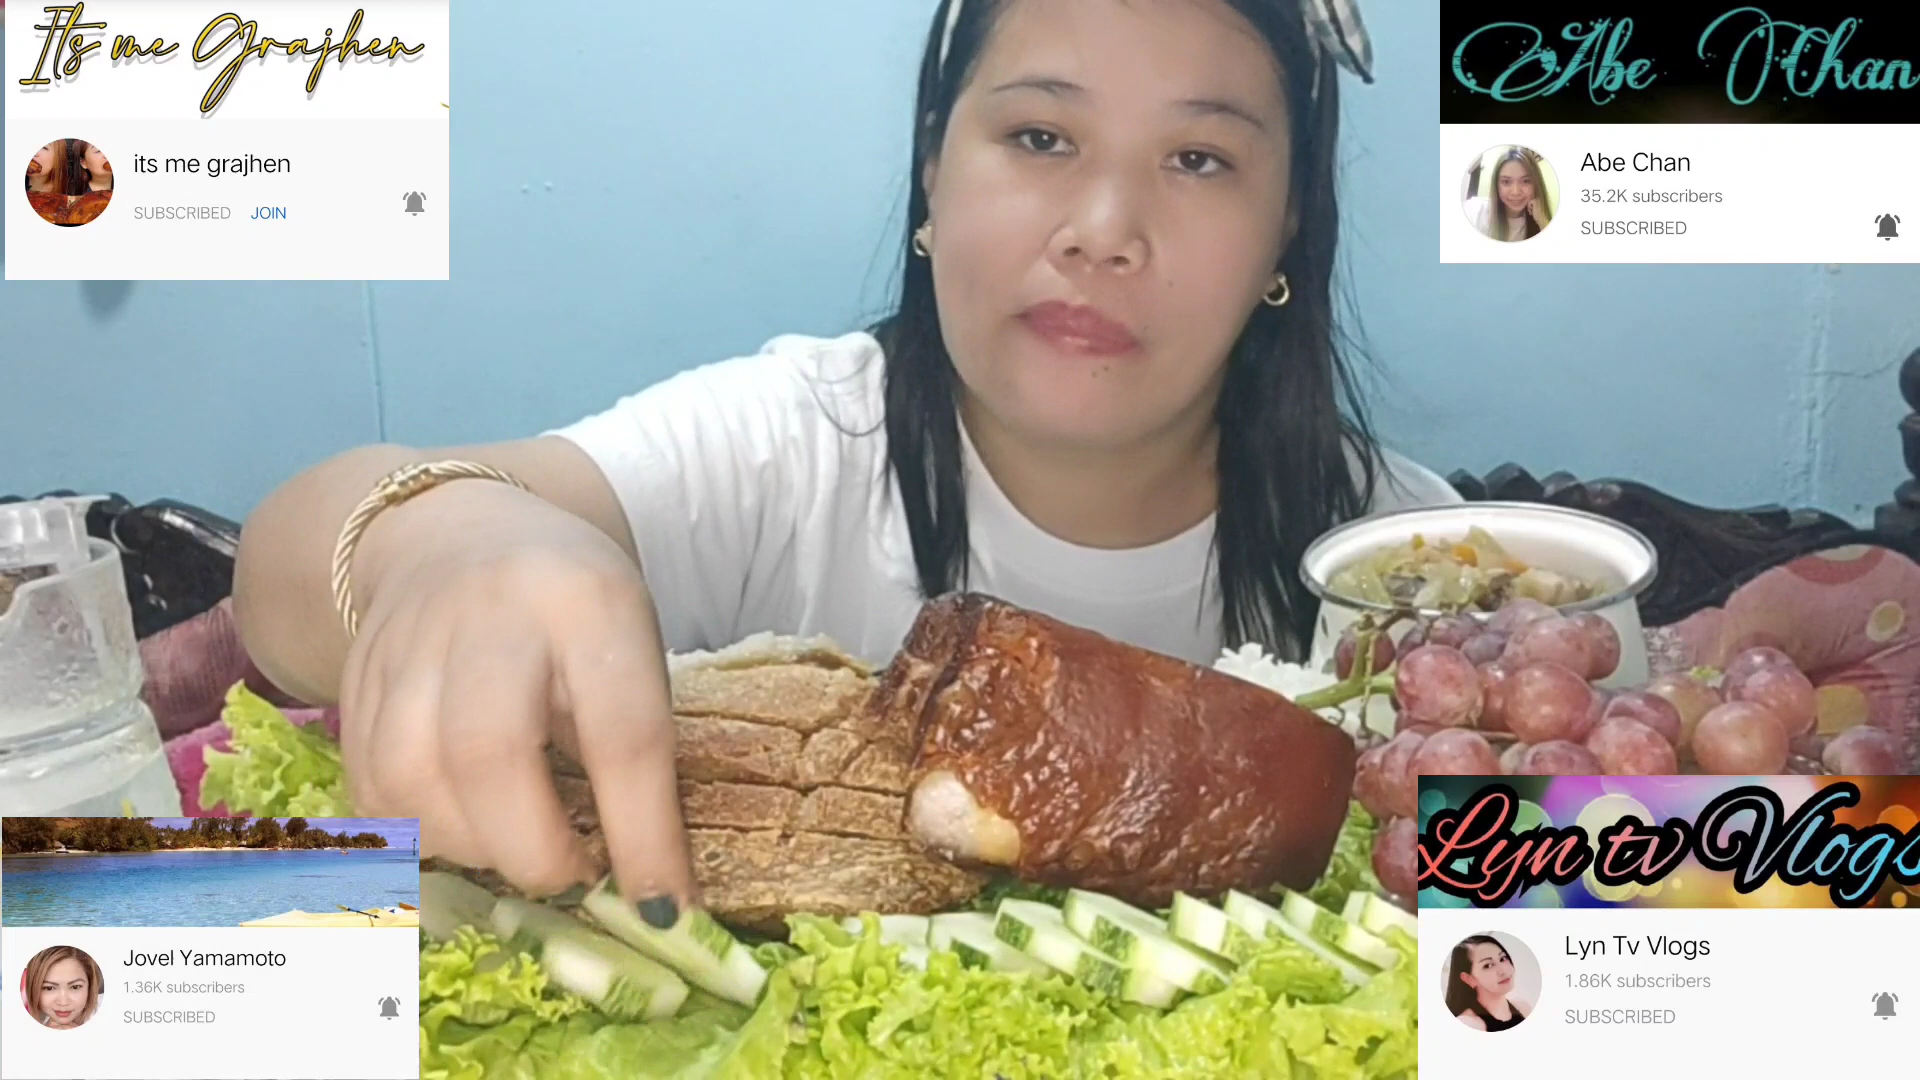 Its me Grajhen
its me grajhen
SUBSCRIBED JOIN
Abe Chan
Abe Chan
35.2K subscribers
SUBSCRIBED
Jovel Yamamoto
1.36K subscribers
SUBSCRIBED
Lyn tv Vlogs
Lyn Tv Vlogs
1.86K subscribers
SUBSCRIBED